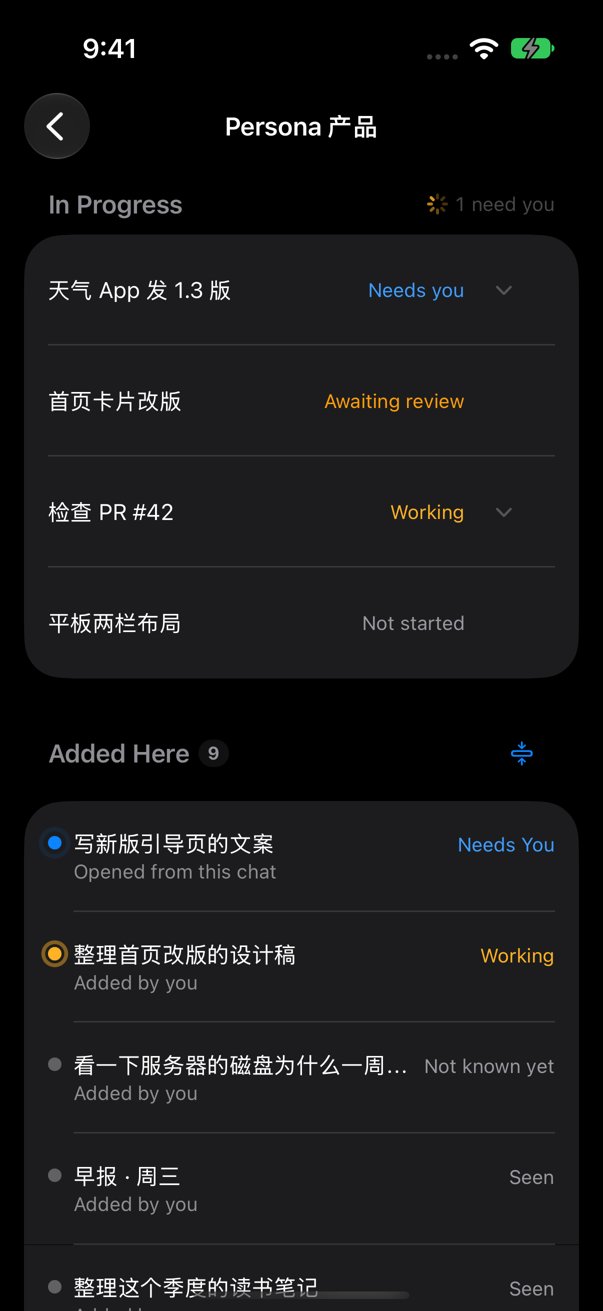 9:41
Persona 产品
In Progress
1 need you
天气 App 发 1.3 版
Needs you
首页卡片改版
Awaiting review
检查 PR #42
Working
平板两栏布局
Not started
Added Here 9
写新版引导页的文案
Needs You
Opened from this chat
整理首页改版的设计稿
Working
Added by you
看一下服务器的磁盘为什么一周…
Not known yet
Added by you
早报 · 周三
Seen
Added by you
整理这个季度的读书笔记
Seen